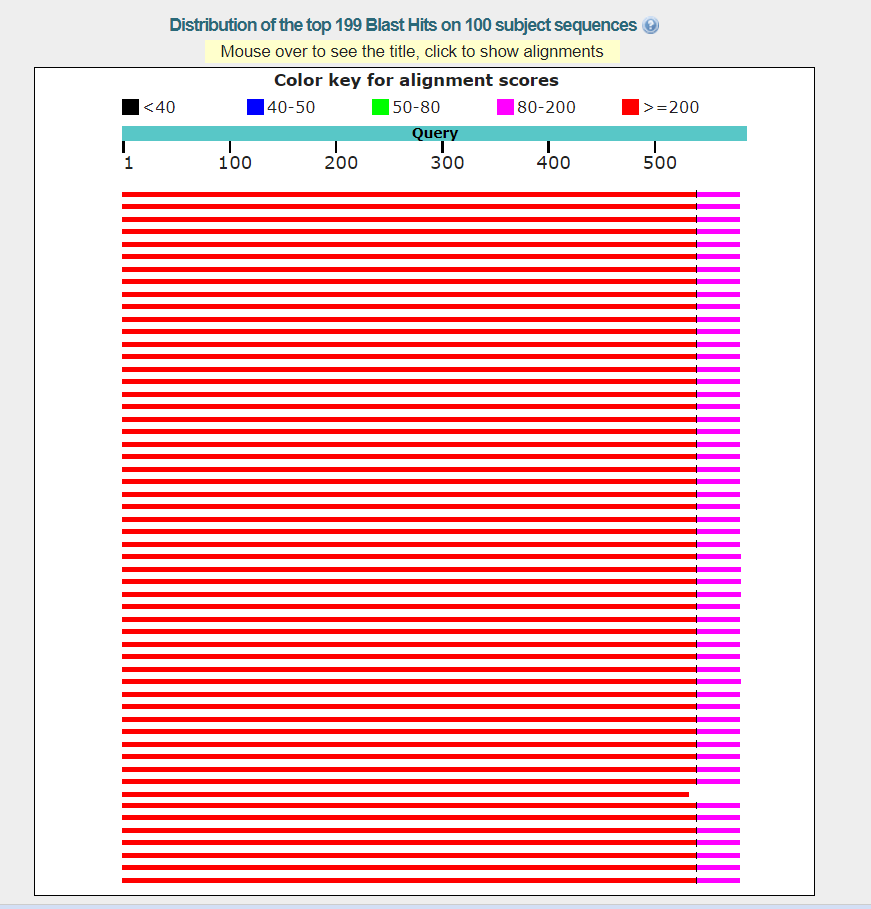 Distribution of the top 199 Blast Hits on 100 subject sequences ?
Mouse over to see the title, click to show alignments
Color key for alignment scores
<40 40-50 50-80 80-200 >=200
Query
1 100 200 300 400 500